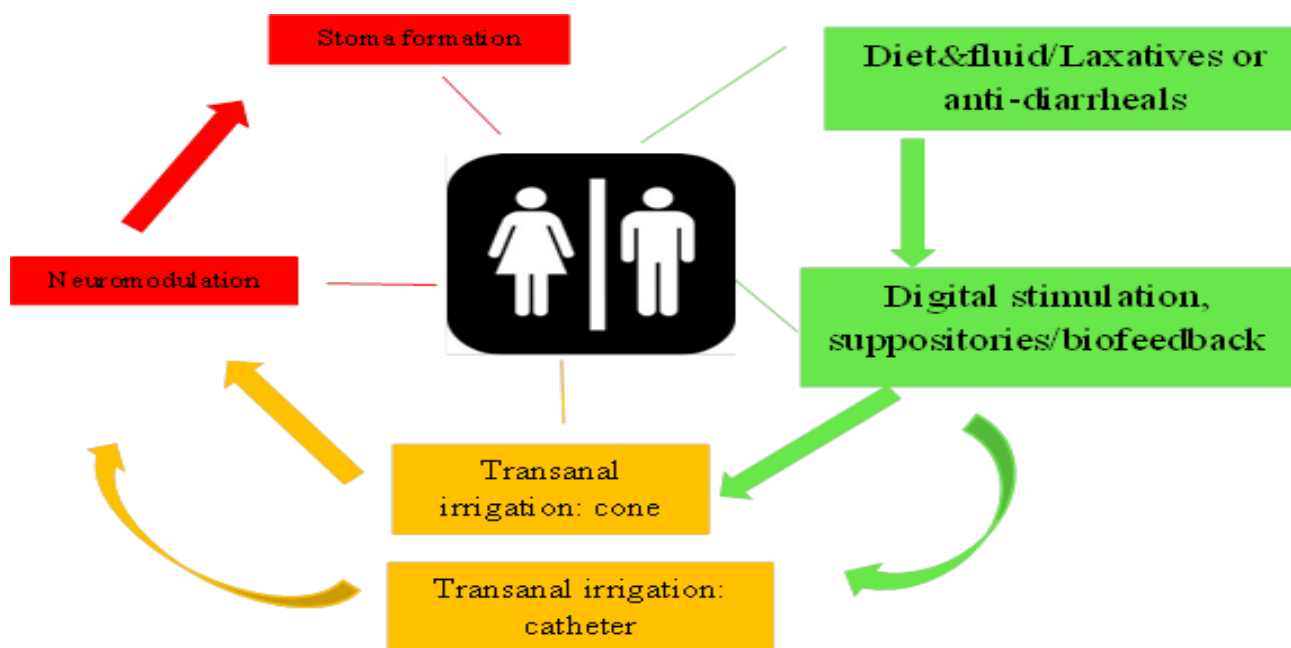 Stoma formation
Diet&fluid/Laxatives or
anti-diarrheals
Neuromodulation
Digital stimulation,
suppositories/biofeedback
Transanal
irrigation: cone
Transanal irrigation:
catheter